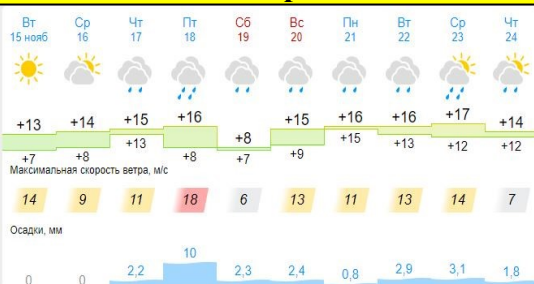 Вт Ср Чт Пт Сб Вс Пн Вт Ср Чт
15 нояб 16 17 18 19 20 21 22 23 24
+13 +14 +15 +16 +8 +15 +16 +16 +17 +14
+7 +8 +13 +8 +7 +9 +15 +13 +12 +12
Максимальная скорость ветра, м/с
14 9 11 18 6 13 11 13 14 7
Осадки, мм
0 0 2,2 10 2,3 2,4 0,8 2,9 3,1 1,8